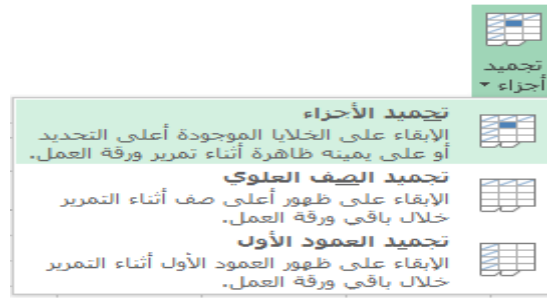 تجميد
أجزاء
تجميد الأجزاء
الإبقاء على الخلايا الموجودة أعلى التحديد
أو على يمينه ظاهرة أثناء تمرير ورقة العمل.
تجميد الصف العلوي
الإبقاء على ظهور أعلى صف أثناء التمرير
خلال باقي ورقة العمل.
تجميد العمود الأول
الإبقاء على ظهور العمود الأول أثناء التمرير
خلال باقي ورقة العمل.